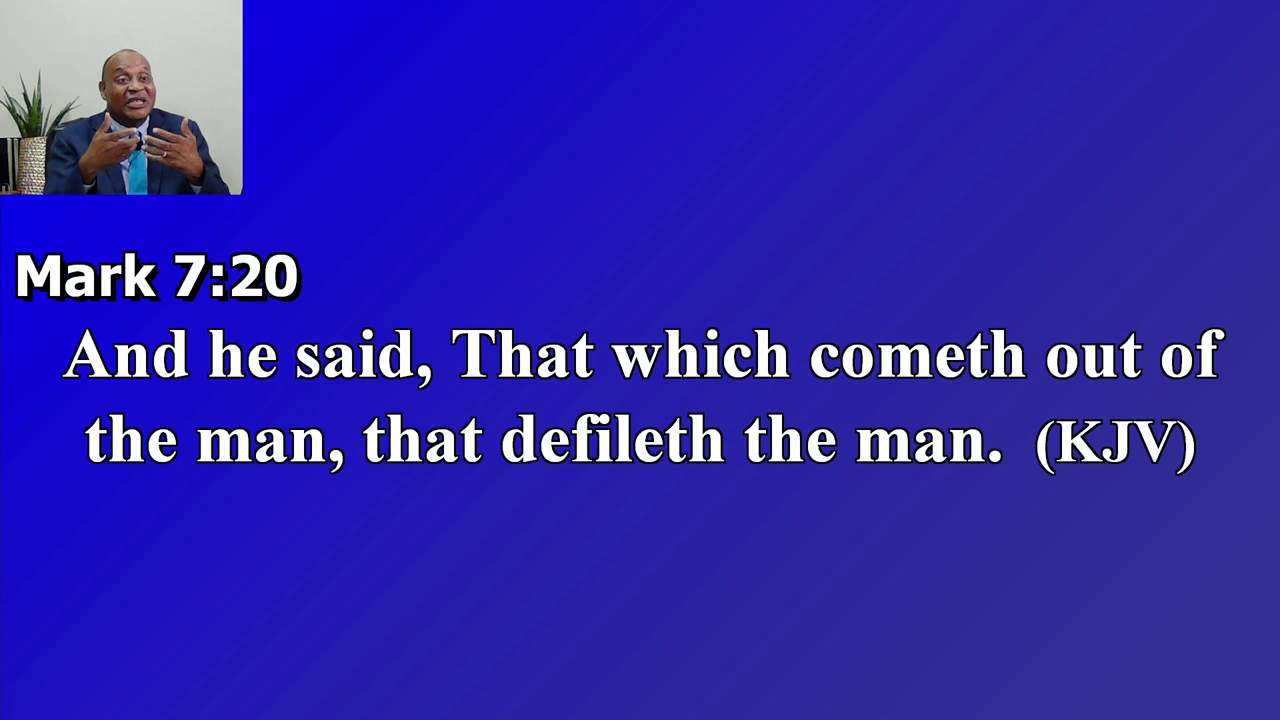 Mark 7:20
And he said, That which cometh out of
the man, that defileth the man. (KJV)